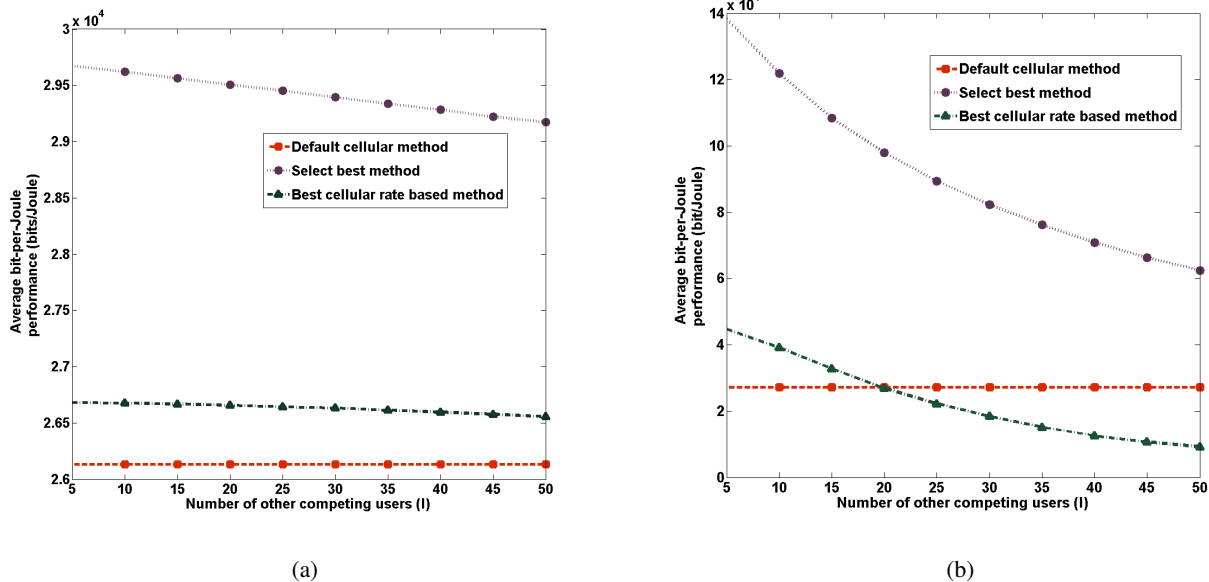 x 10⁴
3
2.95
2.9
2.85
2.8
2.75
2.7
2.65
2.6
5 10 15 20 25 30 35 40 45 50
Average bit-per-Joule
performance (bits/Joule)
Number of other competing users (I)
Default cellular method
Select best method
Best cellular rate based method
(a)
x 10
14
12
10
8
6
4
2
0
5 10 15 20 25 30 35 40 45 50
Average bit-per-Joule
performance (bit/Joule)
Number of other competing users (I)
Default cellular method
Select best method
Best cellular rate based method
(b)